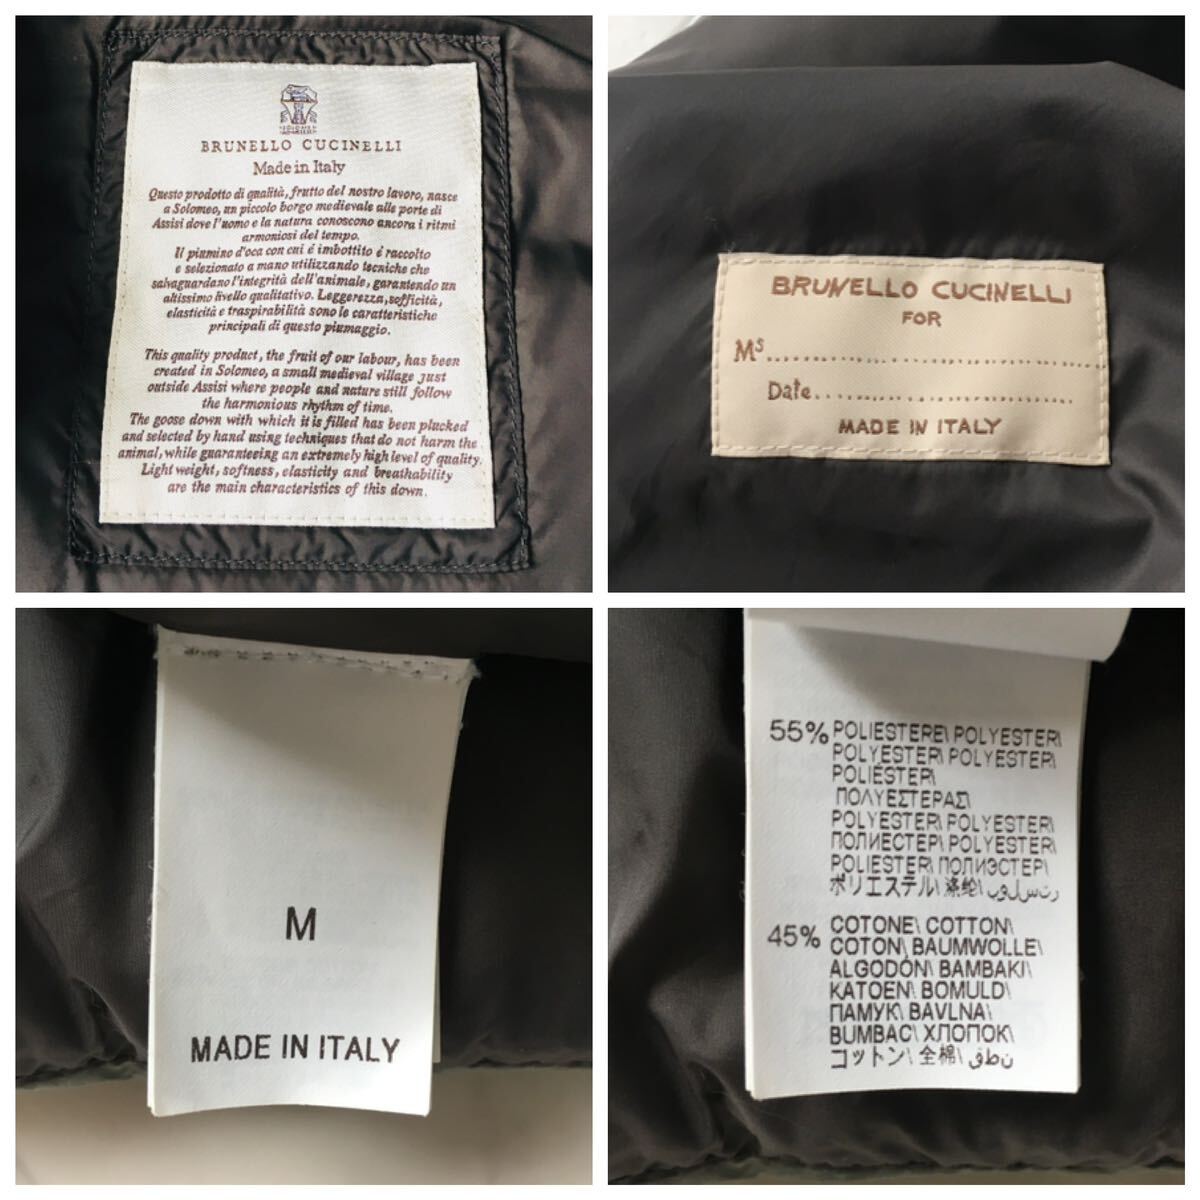 SOLOMEO
BRUNELLO CUCINELLI
Made in Italy
Questo prodotto di qualità, frutto del nostro lavoro, nasce
a Solomeo, un piccolo borgo medievale alle porte di
Assisi dove l'uomo e la natura conoscono ancora i ritmi
armoniosi del tempo.
Il piumino d'oca con cui é imbottito é raccolto
e selezionato a mano utilizzando tecniche che
salvaguardano l'integrità dell'animale, garantendo un
altissimo livello qualitativo. Leggerezza, sofficità,
elasticità e traspirabilità sono le caratteristiche
principali di questo piumaggio.
This quality product, the fruit of our labour, has been
created in Solomeo, a small medieval village just
outside Assisi where people and nature still follow
the harmonious rhythm of time.
The goose down with which it is filled has been plucked
and selected by hand using techniques that do not harm the
animal, while guaranteeing an extremely high level of quality.
Light weight, softness, elasticity and breathability
are the main characteristics of this down.
BRUNELLO CUCINELLI
FOR
Ms..........................................
Date..................................
MADE IN ITALY
M
MADE IN ITALY
55% POLIESTERE\ POLYESTER\
POLYESTER\ POLYESTER\
POLIÉSTER\
ΠΟΛΥΕΣΤΕΡΑΣ\
POLYESTER\ POLYESTER\
ПОЛИЕСТЕР\ POLYESTER\
POLIESTER\ ПОЛИЭСТЕР\
ポリエステル\ 涤纶\ بوليستر\
45% COTONE\ COTTON\
COTON\ BAUMWOLLE\
ALGODÓN\ BAMBAKI\
KATOEN\ BOMULD\
ПАМУК\ BAVLNA\
BUMBAC\ ХЛОПОК\
コットン\ 全棉\ قطن\